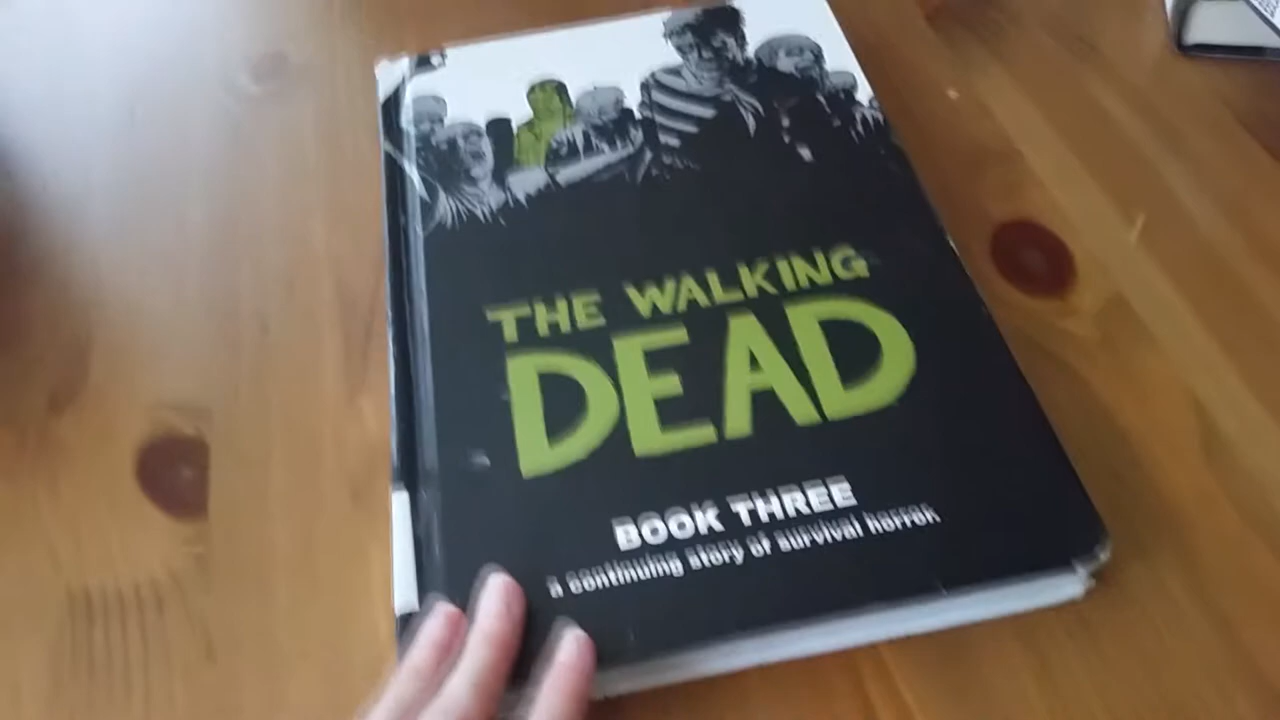 THE WALKING
DEAD
BOOK THREE
a continuing story of survival horror.